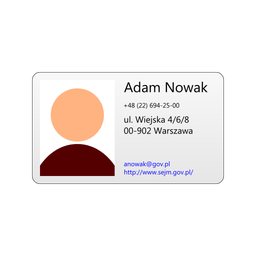 Adam Nowak
+48 (22) 694-25-00
ul. Wiejska 4/6/8
00-902 Warszawa
anowak@gov.pl
http://www.sejm.gov.pl/